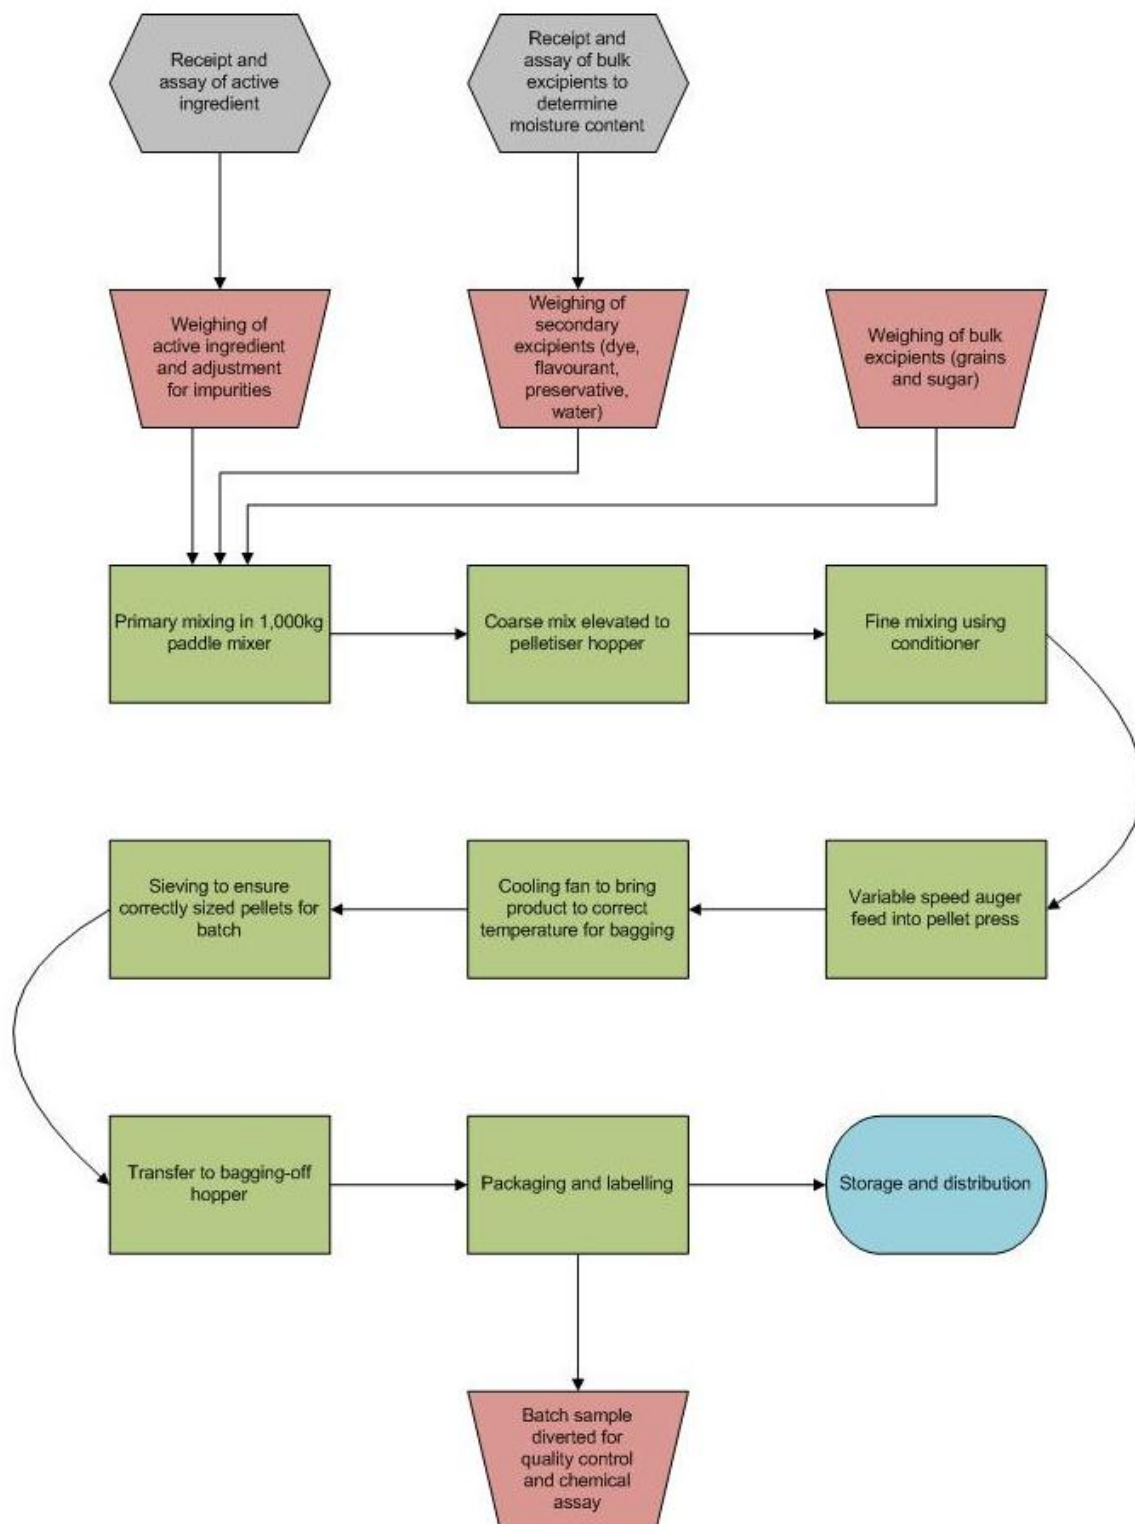 Receipt and
assay of active
ingredient
Receipt and
assay of bulk
excipients to
determine
moisture content
Weighing of
active ingredient
and adjustment
for impurities
Weighing of
secondary
excipients (dye,
flavourant,
preservative,
water)
Weighing of bulk
excipients (grains
and sugar)
Primary mixing in 1,000kg
paddle mixer
Coarse mix elevated to
pelletiser hopper
Fine mixing using
conditioner
Sieving to ensure
correctly sized pellets for
batch
Cooling fan to bring
product to correct
temperature for bagging
Variable speed auger
feed into pellet press
Transfer to bagging-off
hopper
Packaging and labelling
Storage and distribution
Batch sample
diverted for
quality control
and chemical
assay